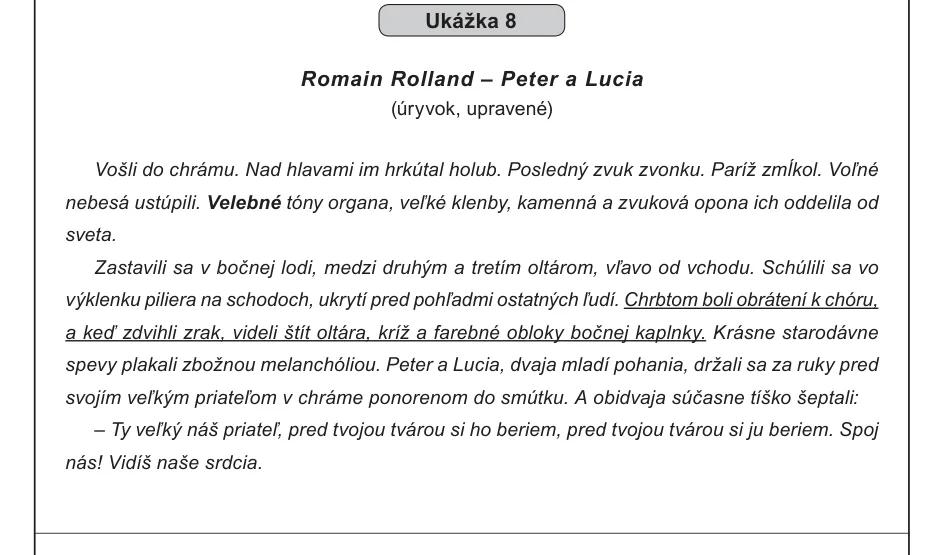 Ukážka 8
Romain Rolland – Peter a Lucia
(úryvok, upravené)
Vošli do chrámu. Nad hlavami im hrkútal holub. Posledný zvuk zvonku. Paríž zmĺkol. Voľné
nebesá ustúpili. Velebné tóny organa, veľké klenby, kamenná a zvuková opona ich oddelila od
sveta.
Zastavili sa v bočnej lodi, medzi druhým a tretím oltárom, vľavo od vchodu. Schúlili sa vo
výklenku piliera na schodoch, ukrytí pred pohľadmi ostatných ľudí. Chrbtom boli obrátení k chóru,
a keď zdvihli zrak, videli štít oltára, kríž a farebné obloky bočnej kaplnky. Krásne starodávne
spevy plakali zbožnou melanchóliou. Peter a Lucia, dvaja mladí pohania, držali sa za ruky pred
svojím veľkým priateľom v chráme ponorenom do smútku. A obidvaja súčasne tíško šeptali:
– Ty veľký náš priateľ, pred tvojou tvárou si ho beriem, pred tvojou tvárou si ju beriem. Spoj
nás! Vidíš naše srdcia.